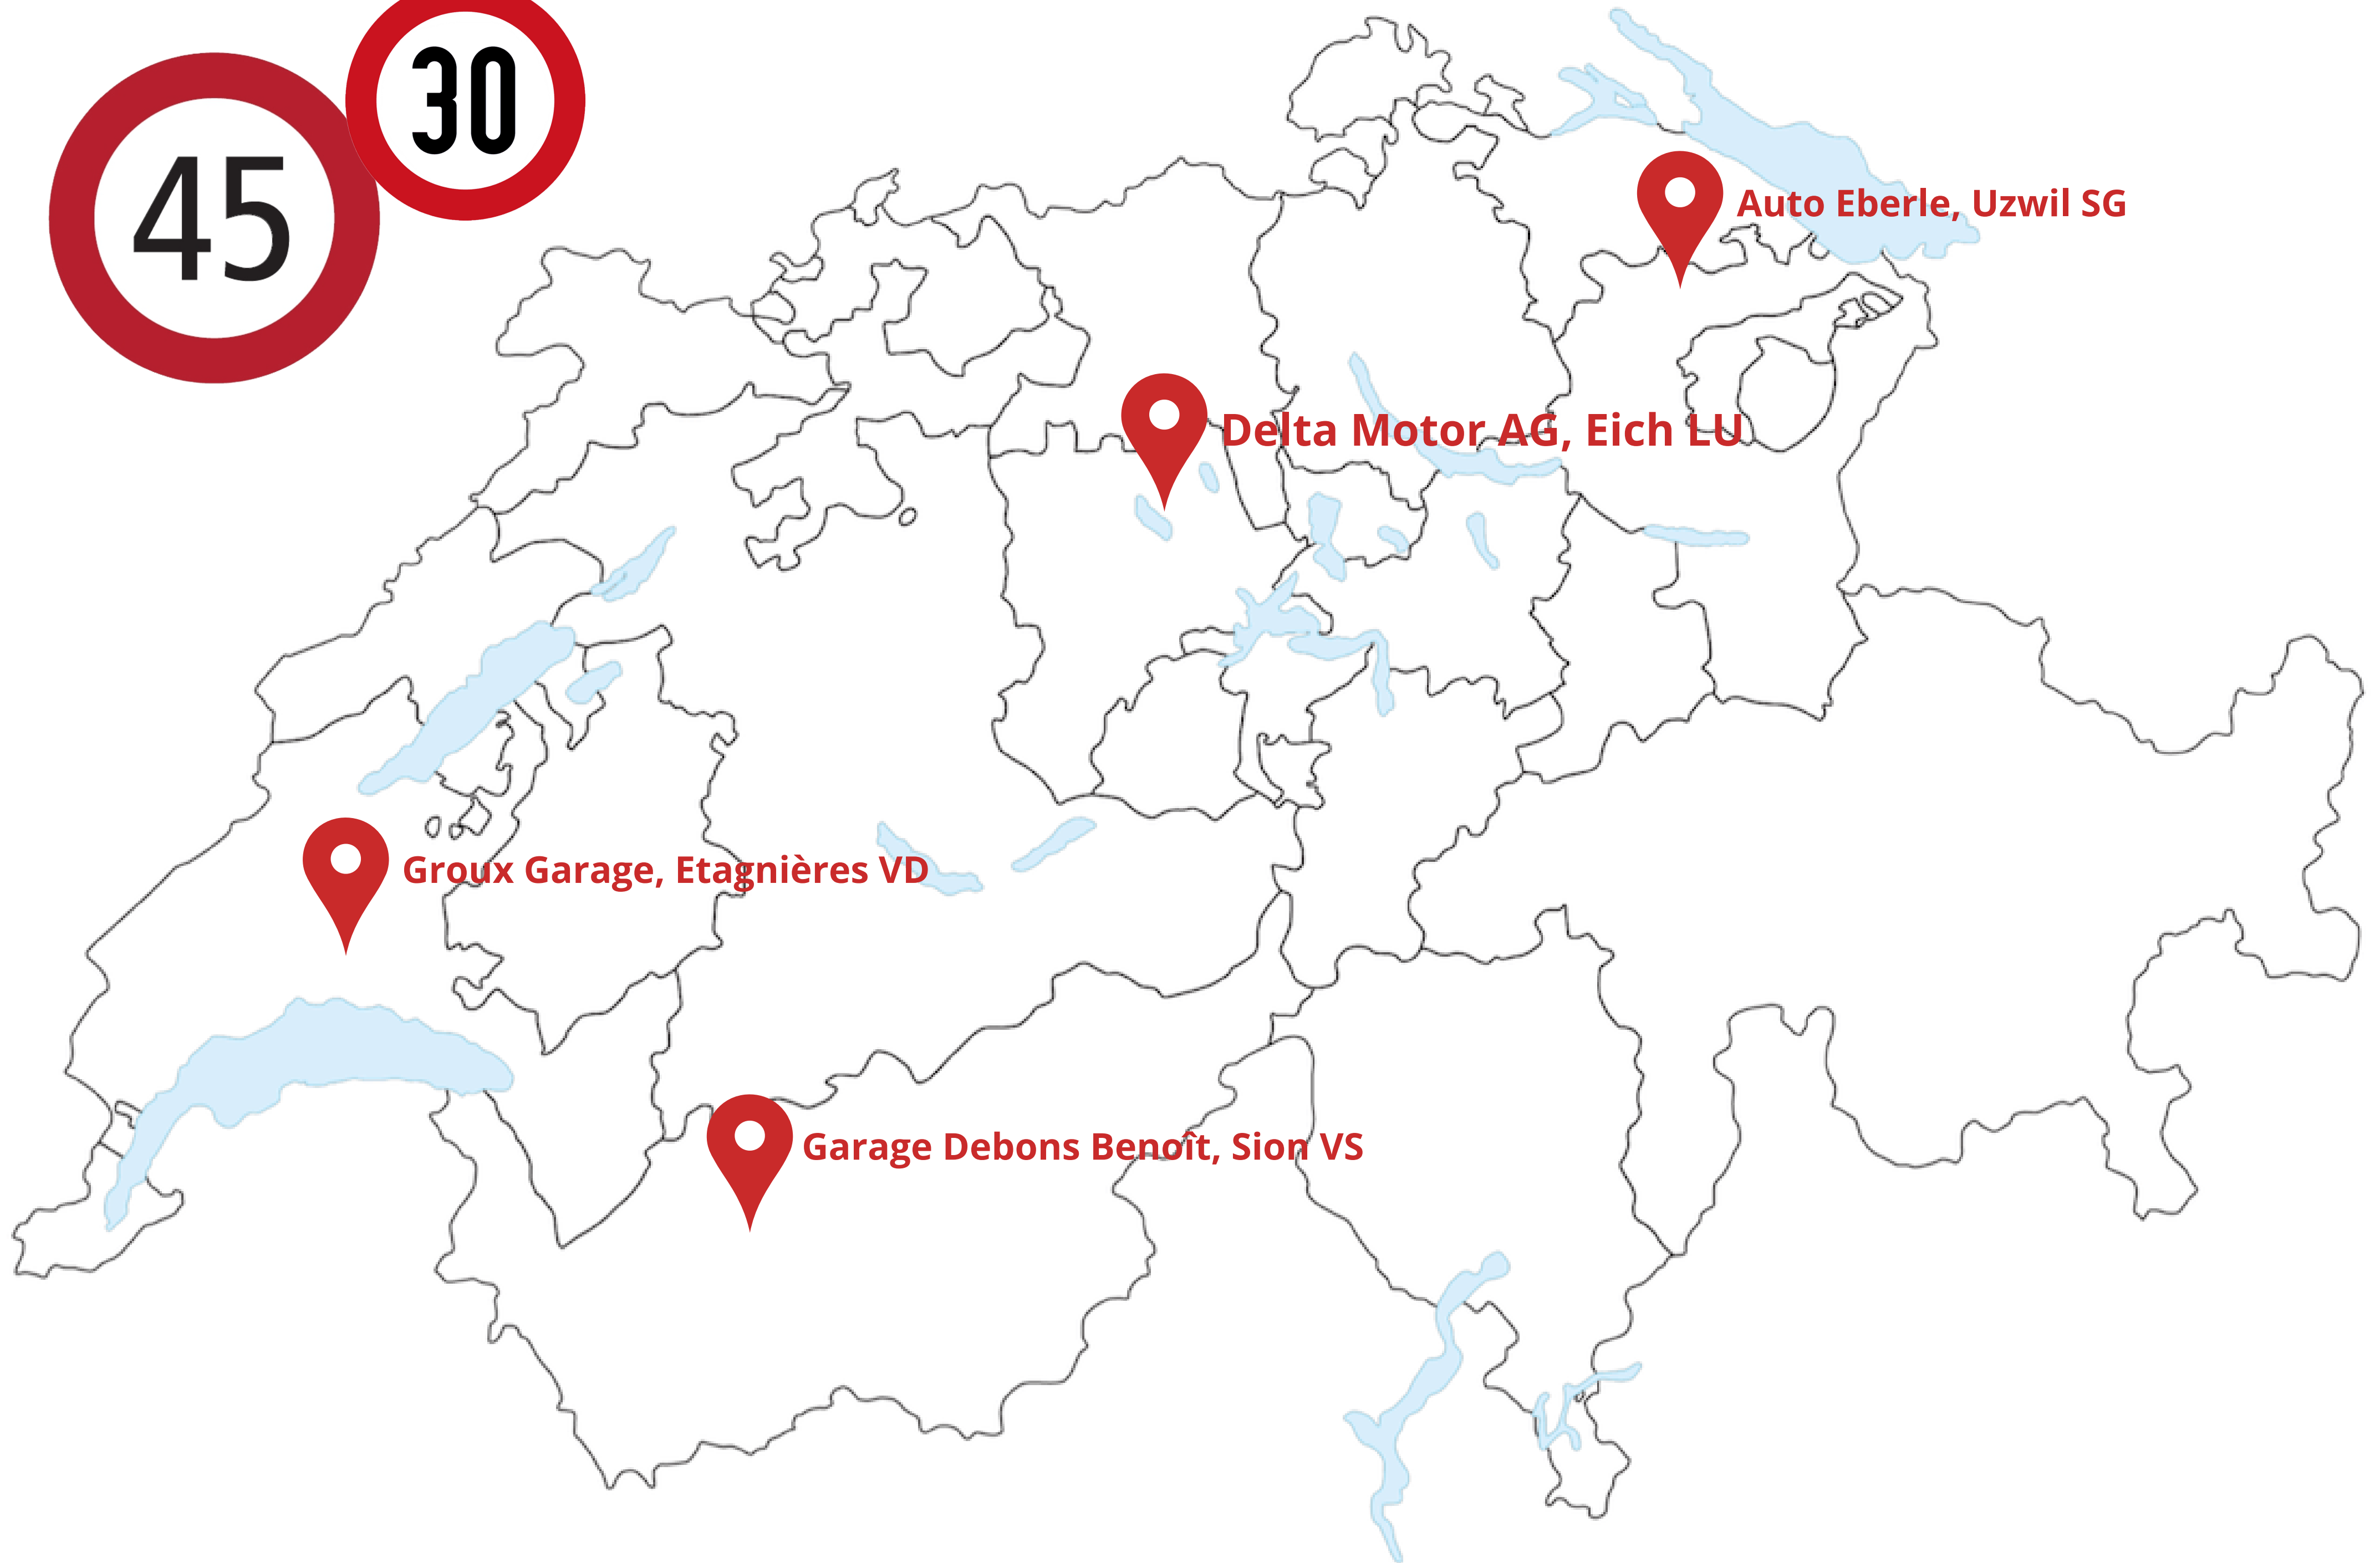 30
45
Auto Eberle, Uzwil SG
Delta Motor AG, Eich LU
Groux Garage, Etagnières VD
Garage Debons Benoît, Sion VS